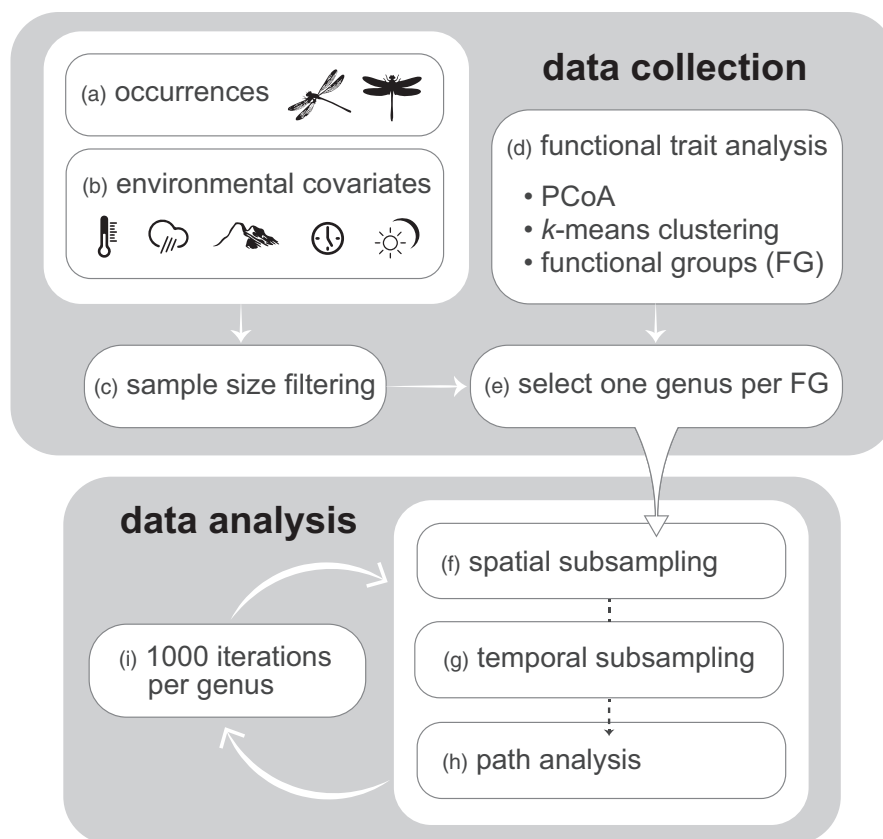 data collection
(a) occurrences
(b) environmental covariates
(c) sample size filtering
(d) functional trait analysis
• PCoA
• k-means clustering
• functional groups (FG)
(e) select one genus per FG
data analysis
(f) spatial subsampling
(g) temporal subsampling
(h) path analysis
(i) 1000 iterations
per genus